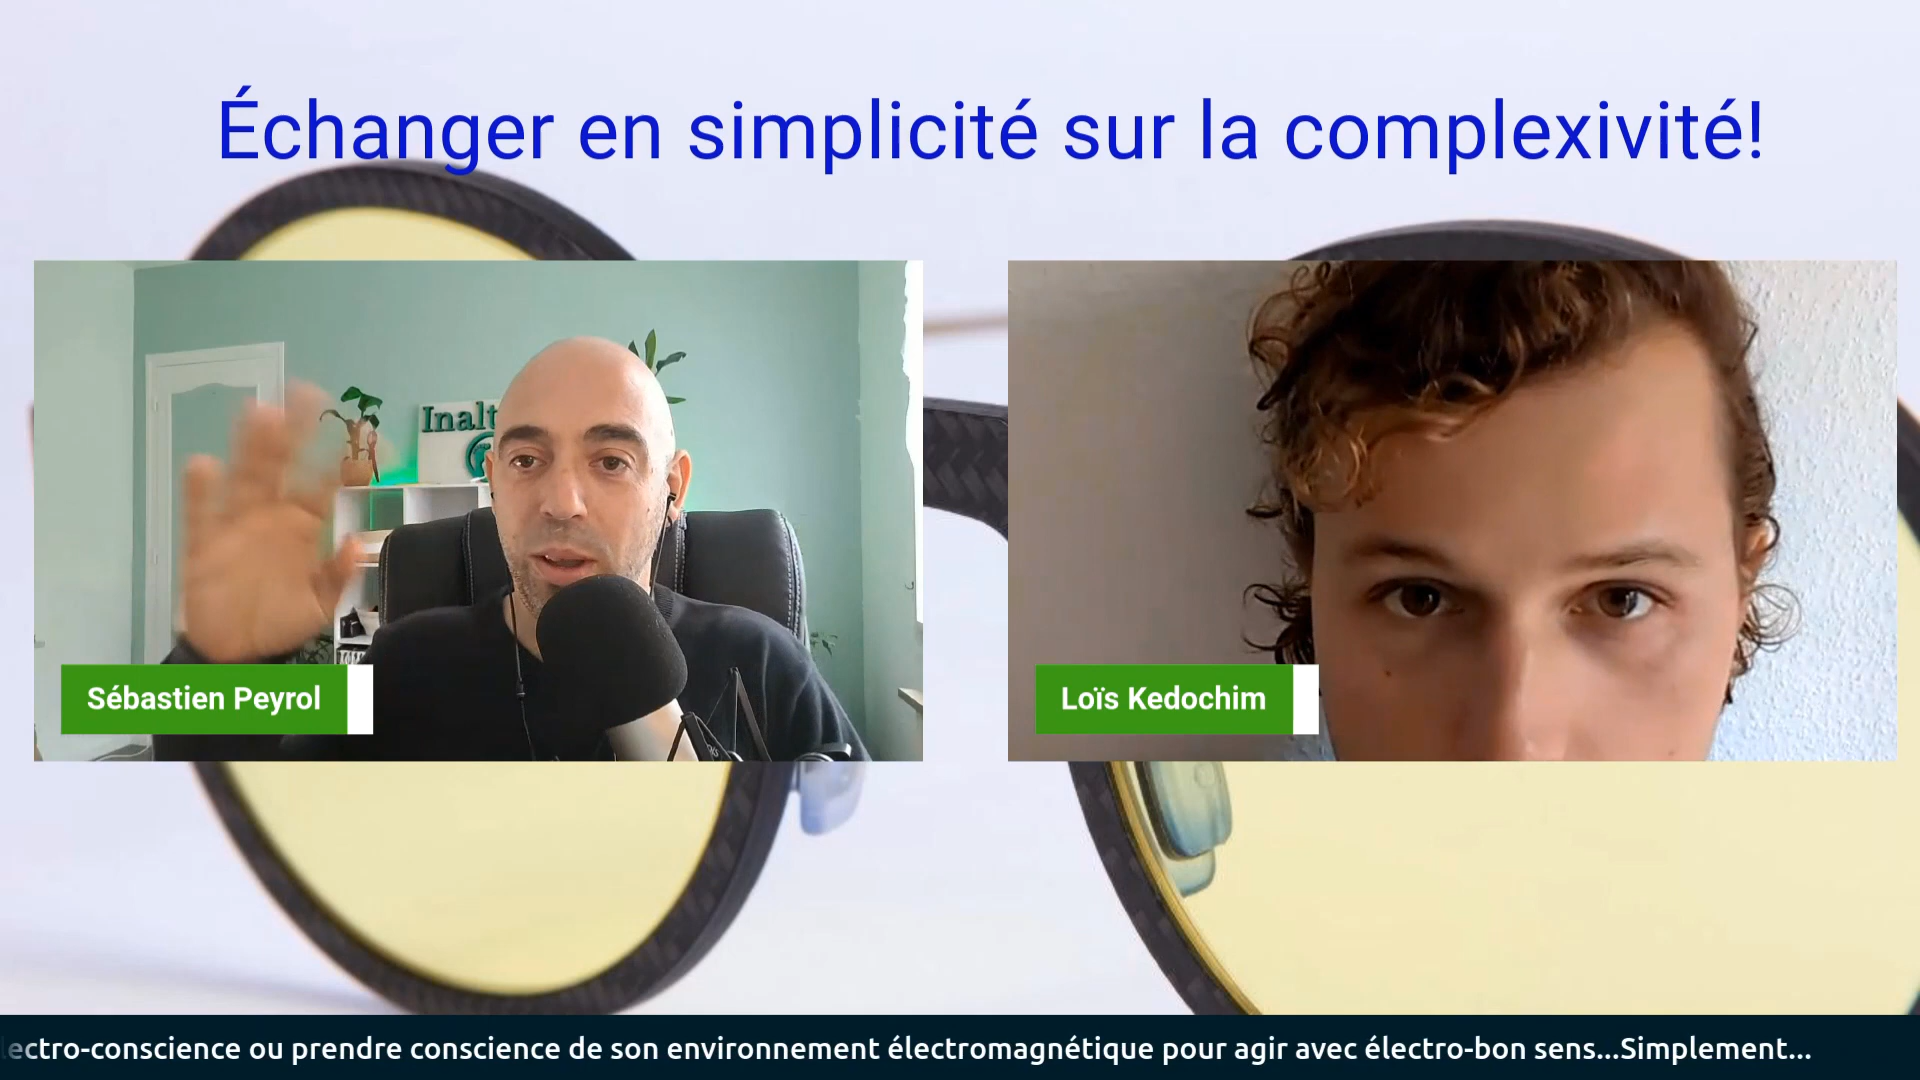 Échanger en simplicité sur la complexivité!
Inalt
Sébastien Peyrol
Loïs Kedochim
lectro-conscience ou prendre conscience de son environnement électromagnétique pour agir avec électro-bon sens...Simplement...